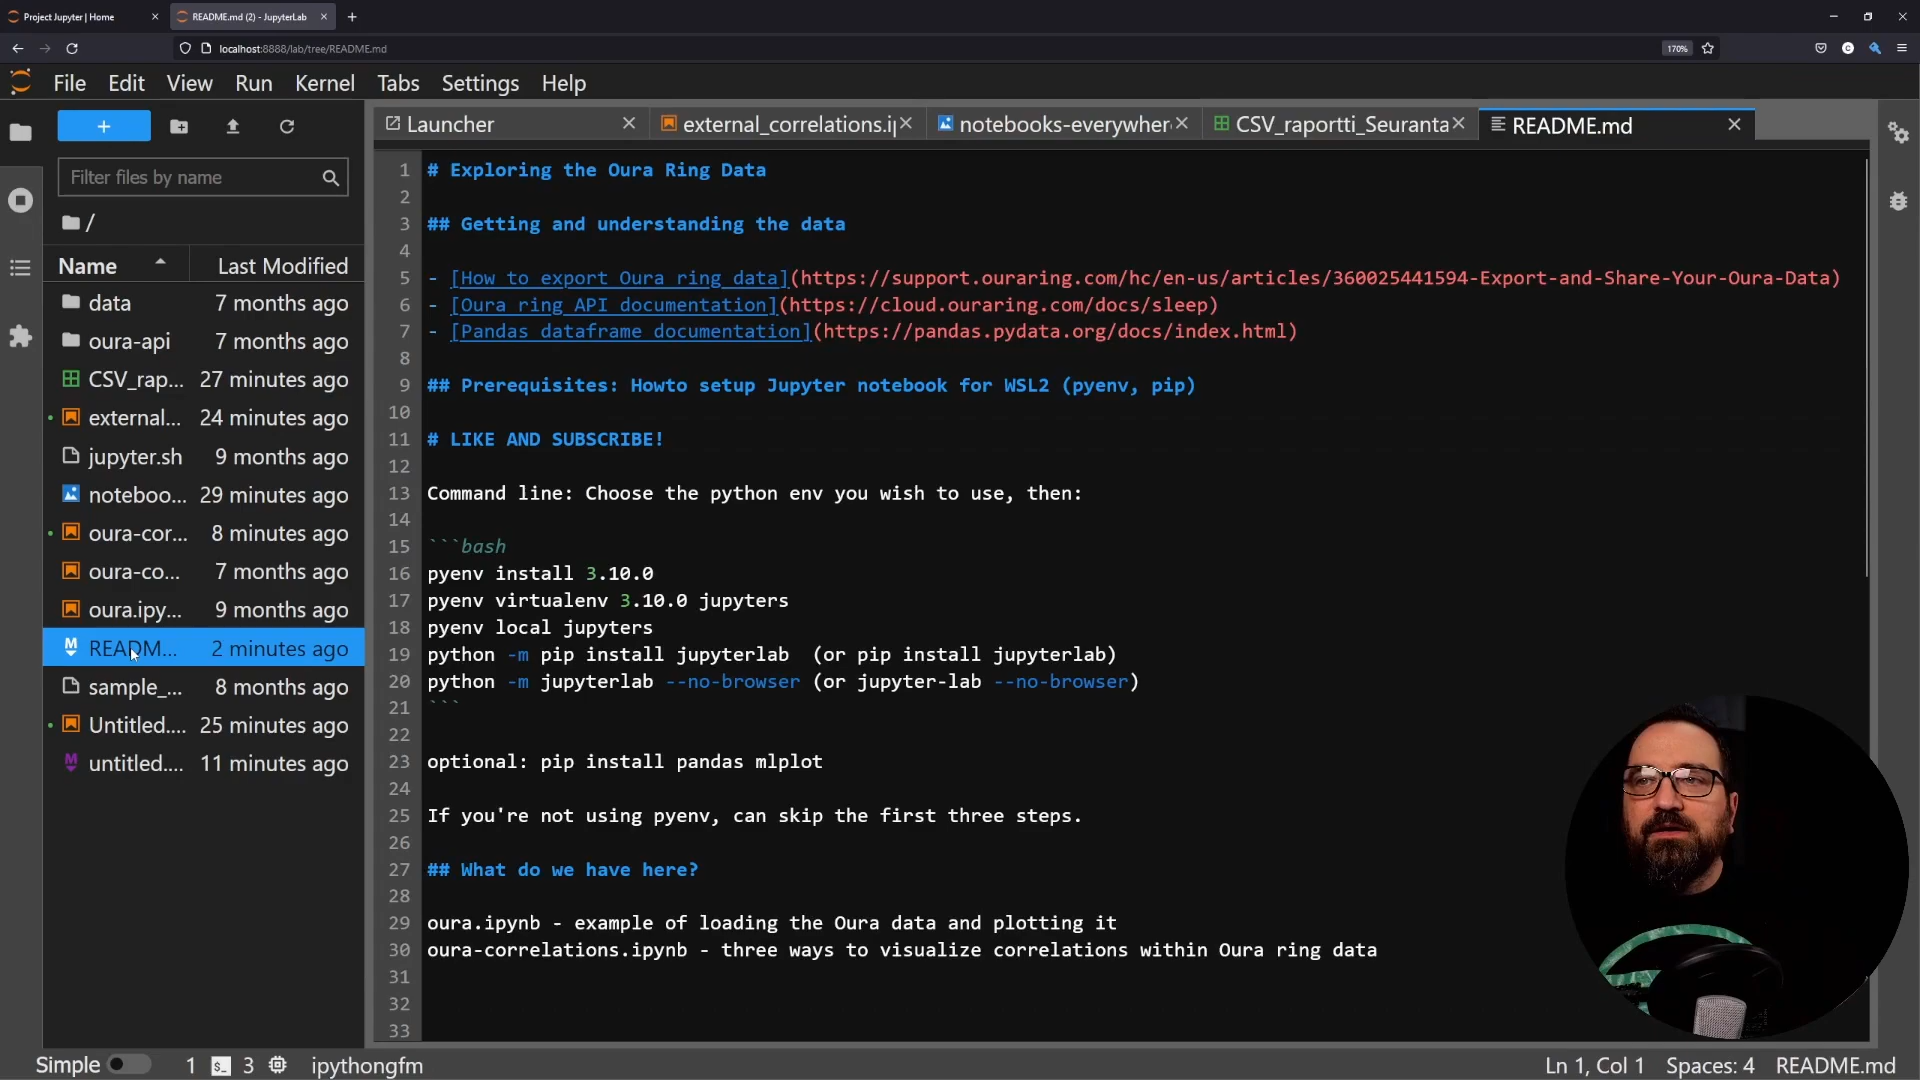 Project Jupyter | Home
README.md (2) - JupyterLab
localhost:8888/lab/tree/README.md
170%
File Edit View Run Kernel Tabs Settings Help
Launcher
external_correlations.i
notebooks-everywher
CSV_raportti_Seuranta
README.md
Filter files by name
/
Name Last Modified
data 7 months ago
oura-api 7 months ago
CSV_rap... 27 minutes ago
external... 24 minutes ago
jupyter.sh 9 months ago
noteboo... 29 minutes ago
oura-cor... 8 minutes ago
oura-co... 7 months ago
oura.ipy... 9 months ago
READM... 2 minutes ago
sample_... 8 months ago
Untitled.... 25 minutes ago
untitled.... 11 minutes ago
1 # Exploring the Oura Ring Data
2
3 ## Getting and understanding the data
4
5 - [How to export Oura ring data](https://support.ouraring.com/hc/en-us/articles/360025441594-Export-and-Share-Your-Oura-Data)
6 - [Oura ring API documentation](https://cloud.ouraring.com/docs/sleep)
7 - [Pandas dataframe documentation](https://pandas.pydata.org/docs/index.html)
8
9 ## Prerequisites: Howto setup Jupyter notebook for WSL2 (pyenv, pip)
10
11 # LIKE AND SUBSCRIBE!
12
13 Command line: Choose the python env you wish to use, then:
14
15 ```bash
16 pyenv install 3.10.0
17 pyenv virtualenv 3.10.0 jupyters
18 pyenv local jupyters
19 python -m pip install jupyterlab  (or pip install jupyterlab)
20 python -m jupyterlab --no-browser (or jupyter-lab --no-browser)
21 ```
22
23 optional: pip install pandas mlplot
24
25 If you're not using pyenv, can skip the first three steps.
26
27 ## What do we have here?
28
29 oura.ipynb - example of loading the Oura data and plotting it
30 oura-correlations.ipynb - three ways to visualize correlations within Oura ring data
31
32
33
Simple 1 3 ipythongfm Ln 1, Col 1 Spaces: 4 README.md